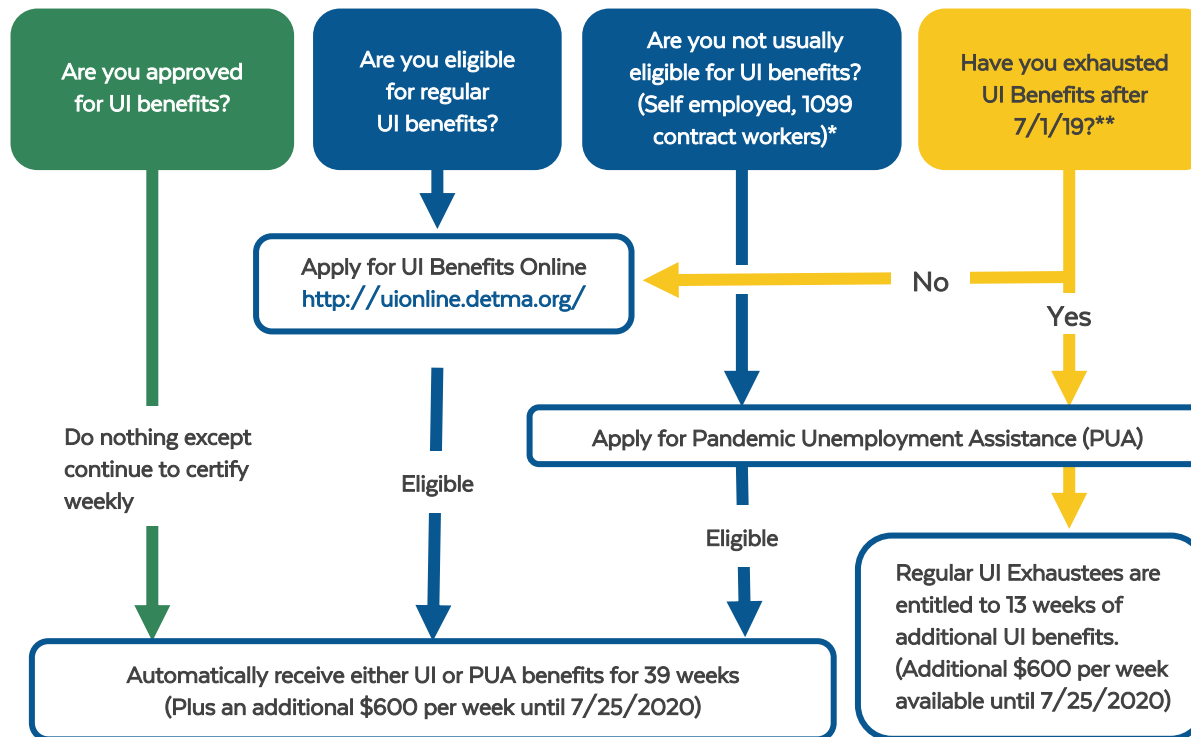 Are you approved
for UI benefits?
Are you eligible
for regular
UI benefits?
Are you not usually
eligible for UI benefits?
(Self employed, 1099
contract workers)*
Have you exhausted
UI Benefits after
7/1/19?**
Apply for UI Benefits Online
http://uionline.detma.org/
No
Yes
Apply for Pandemic Unemployment Assistance (PUA)
Do nothing except
continue to certify
weekly
Eligible
Eligible
Regular UI Exhaustees are
entitled to 13 weeks of
additional UI benefits.
(Additional $600 per week
available until 7/25/2020)
Automatically receive either UI or PUA benefits for 39 weeks
(Plus an additional $600 per week until 7/25/2020)